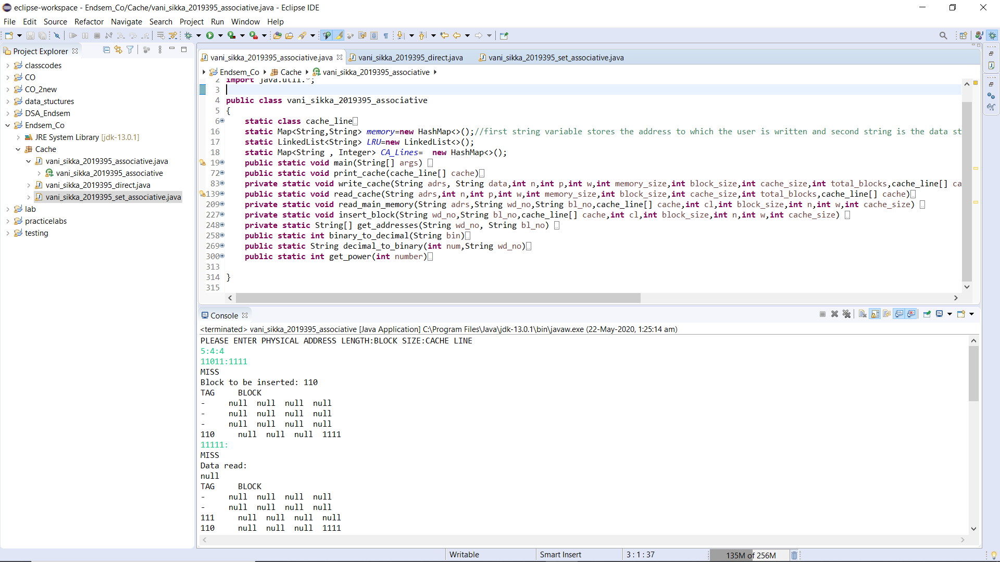 eclipse-workspace - Endsem_Co/Cache/vani_sikka_2019395_associative.java - Eclipse IDE
File Edit Source Refactor Navigate Search Project Run Window Help
Project Explorer
classcodes
CO
CO_2new
data_stuctures
DSA_Endsem
Endsem_Co
JRE System Library [jdk-13.0.1]
Cache
vani_sikka_2019395_associative.java
vani_sikka_2019395_associative
vani_sikka_2019395_direct.java
vani_sikka_2019395_set_associative.java
lab
practicelabs
testing
vani_sikka_2019395_associative.java vani_sikka_2019395_direct.java vani_sikka_2019395_set_associative.java
Endsem_Co Cache vani_sikka_2019395_associative
2 import java.util.*;
3
4 public class vani_sikka_2019395_associative
5 {
6 static class cache_line
16 static Map<String,String> memory=new HashMap<>();//first string variable stores the address to which the user is written and second string is the data st
17 static LinkedList<String> LRU=new LinkedList<>();
18 static Map<String , Integer> CA_Lines= new HashMap<>();
19 public static void main(String[] args)
72 public static void print_cache(cache_line[] cache)
83 private static void write_cache(String adrs, String data,int n,int p,int w,int memory_size,int block_size,int cache_size,int total_blocks,cache_line[] ca
139 public static void read_cache(String adrs,int n,int p,int w,int memory_size,int block_size,int cache_size,int total_blocks,cache_line[] cache)
209 private static void read_main_memory(String adrs,String wd_no,String bl_no,cache_line[] cache,int cl,int block_size,int n,int w,int cache_size)
227 private static void insert_block(String wd_no,String bl_no,cache_line[] cache,int cl,int block_size,int n,int w,int cache_size)
248 private static String[] get_addresses(String wd_no, String bl_no)
258 public static int binary_to_decimal(String bin)
269 public static String decimal_to_binary(int num,String wd_no)
300 public static int get_power(int number)
313
314 }
315
Console
<terminated> vani_sikka_2019395_associative [Java Application] C:\Program Files\Java\jdk-13.0.1\bin\javaw.exe (22-May-2020, 1:25:14 am)
PLEASE ENTER PHYSICAL ADDRESS LENGTH:BLOCK SIZE:CACHE LINE
5:4:4
11011:1111
MISS
Block to be inserted: 110
TAG BLOCK
- null null null null
- null null null null
- null null null null
110 null null null 1111
11111:
MISS
Data read:
null
TAG BLOCK
- null null null null
- null null null null
111 null null null null
110 null null null 1111
Writable Smart Insert 3 : 1 : 37 135M of 256M